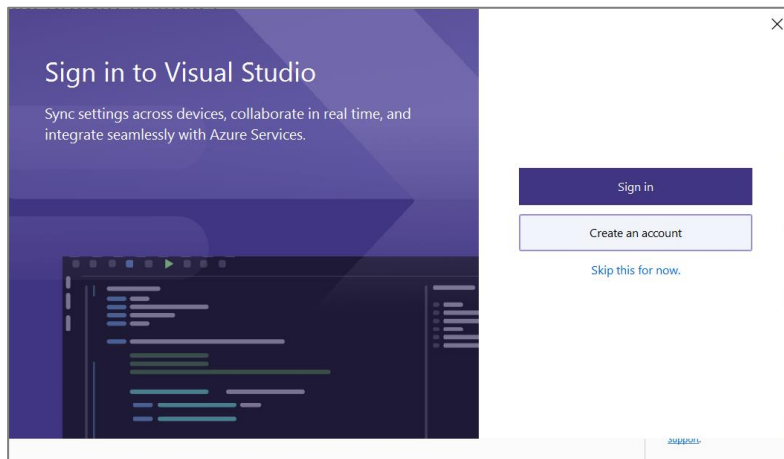 Sign in to Visual Studio
Sync settings across devices, collaborate in real time, and
integrate seamlessly with Azure Services.
Sign in
Create an account
Skip this for now.
support.